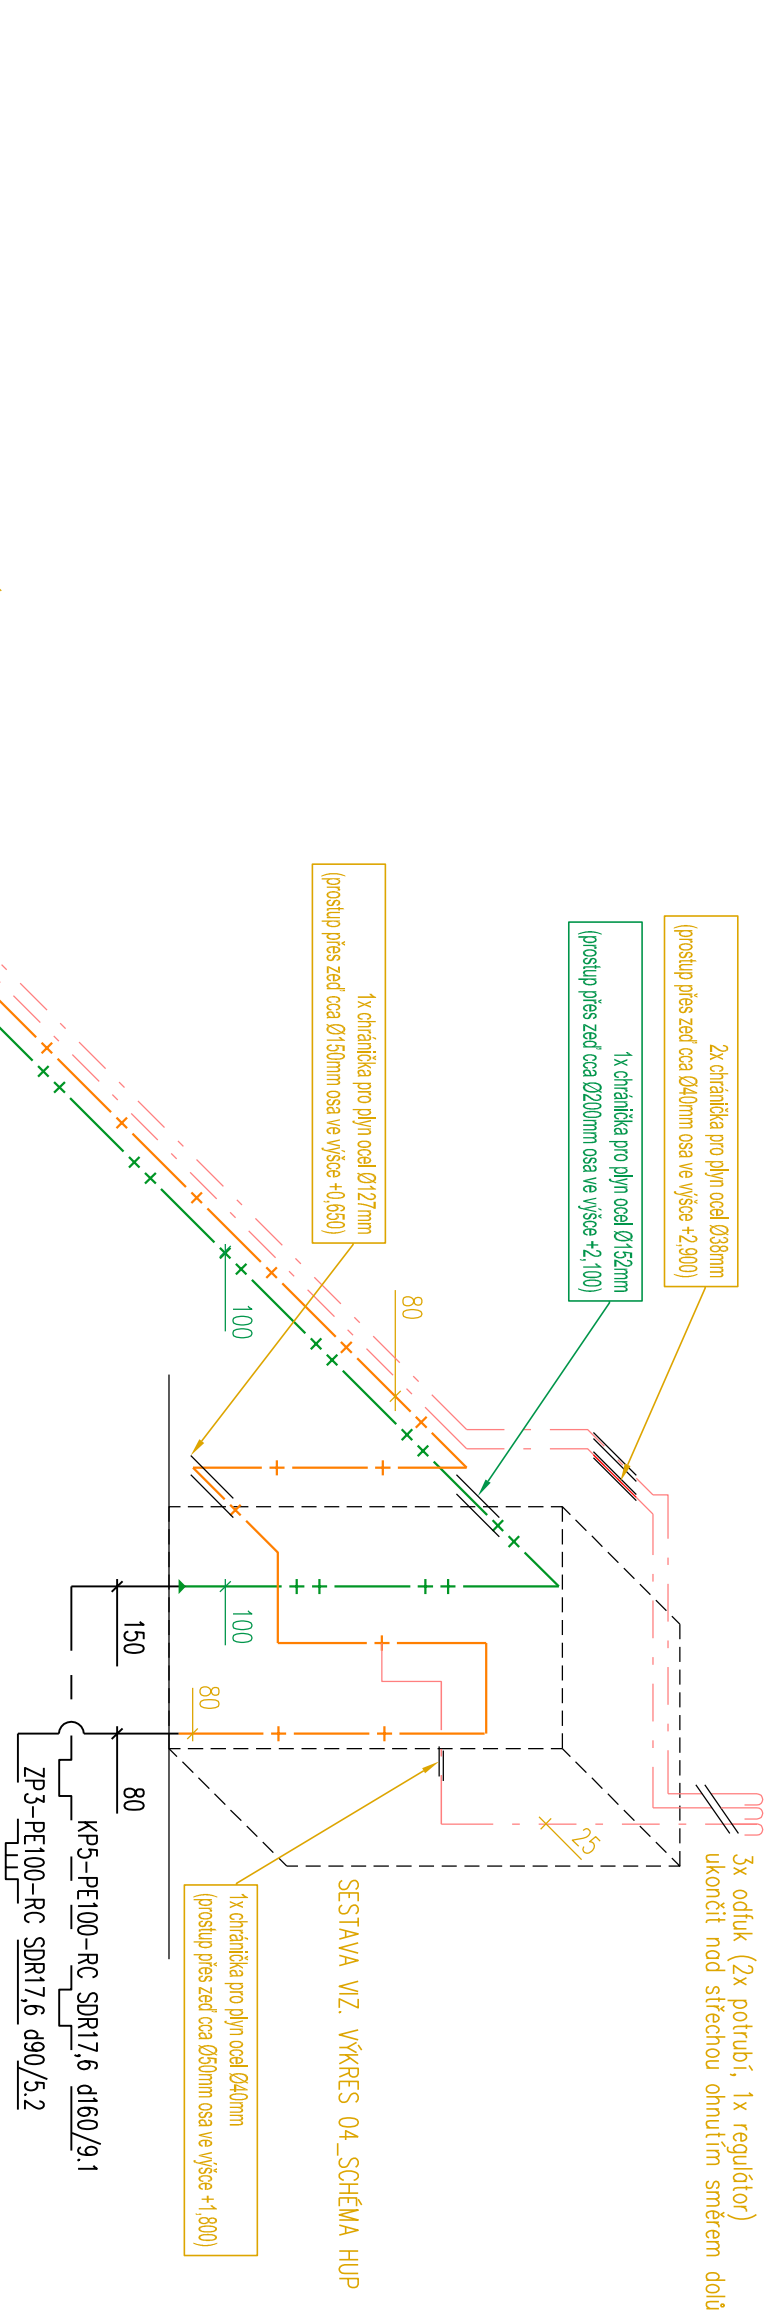 2x chránička pro plyn ocel Ø38mm
(prostup přes zeď cca Ø40mm osa ve výšce +2,900)
1x chránička pro plyn ocel Ø152mm
(prostup přes zeď cca Ø200mm osa ve výšce +2,100)
1x chránička pro plyn ocel Ø127mm
(prostup přes zeď cca Ø150mm osa ve výšce +0,650)
80
100
100
80
25
150
80
3x odfuk (2x potrubí, 1x regulátor)
ukončit nad střechou ohnutím směrem dolů
SESTAVA VIZ. VÝKRES 04_SCHÉMA HUP
1x chránička pro plyn ocel Ø40mm
(prostup přes zeď cca Ø50mm osa ve výšce +1,800)
KP5-PE100-RC SDR17,6 d160/9.1
ZP3-PE100-RC SDR17,6 d90/5.2